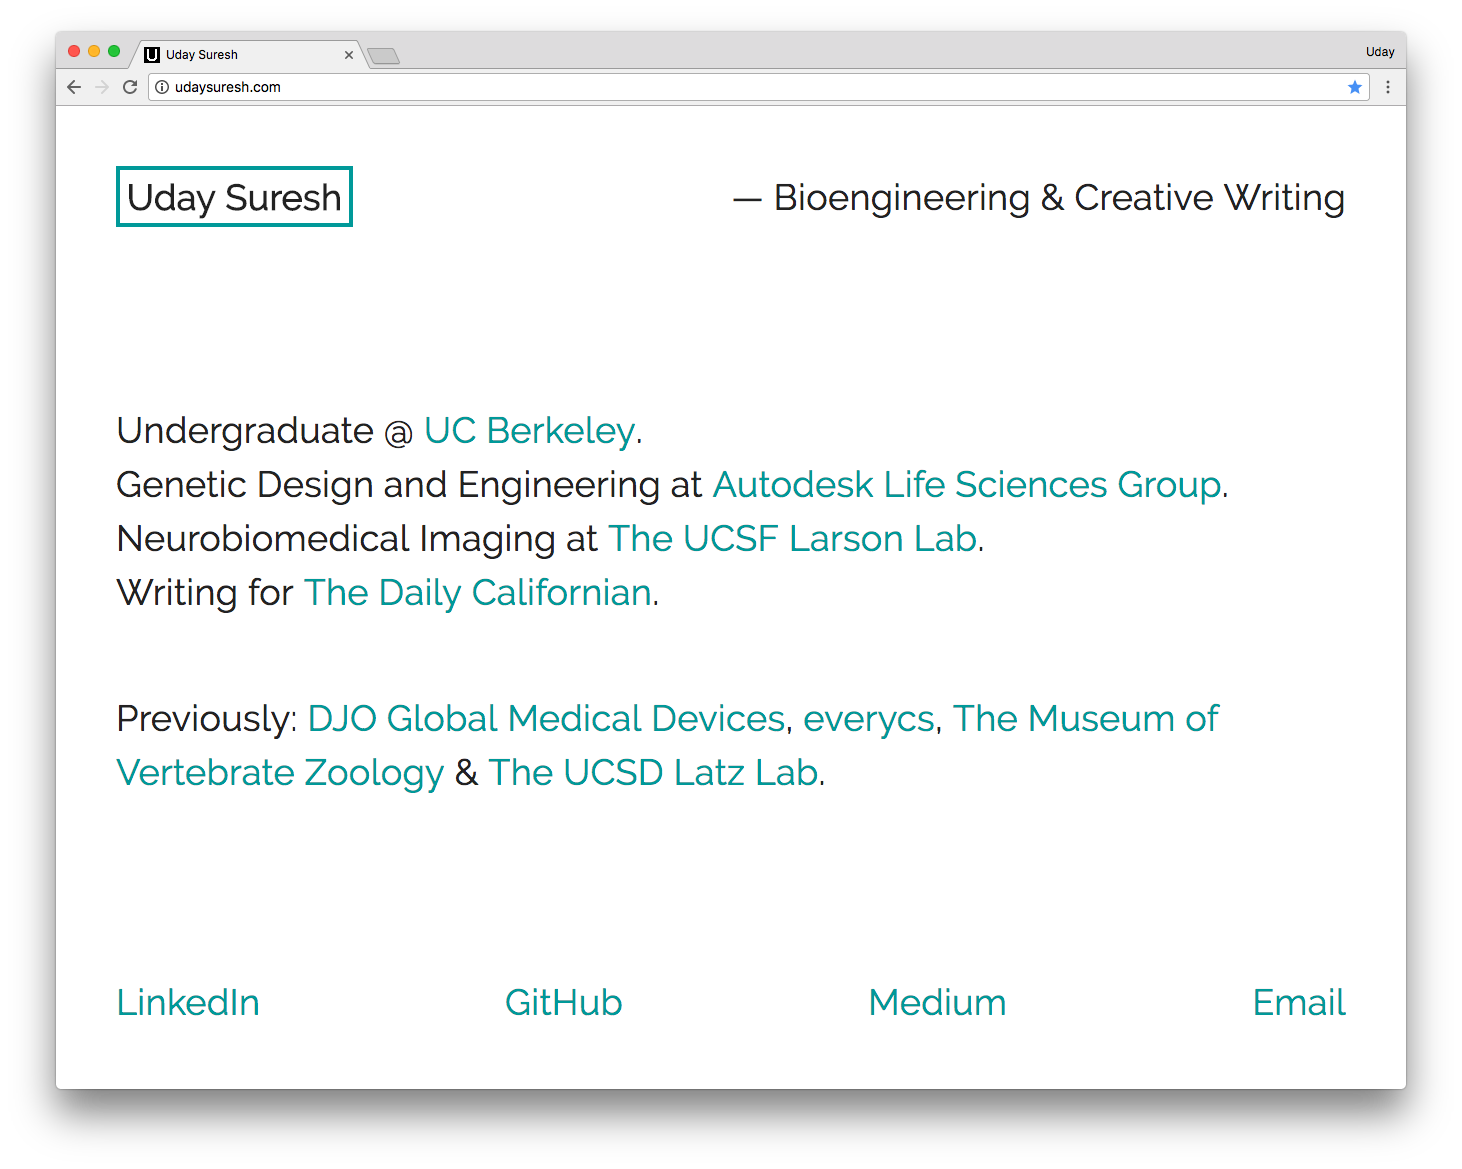 U Uday Suresh
Uday
udaysuresh.com
Uday Suresh
— Bioengineering & Creative Writing
Undergraduate @ UC Berkeley.
Genetic Design and Engineering at Autodesk Life Sciences Group.
Neurobiomedical Imaging at The UCSF Larson Lab.
Writing for The Daily Californian.
Previously: DJO Global Medical Devices, everycs, The Museum of
Vertebrate Zoology & The UCSD Latz Lab.
LinkedIn
GitHub
Medium
Email